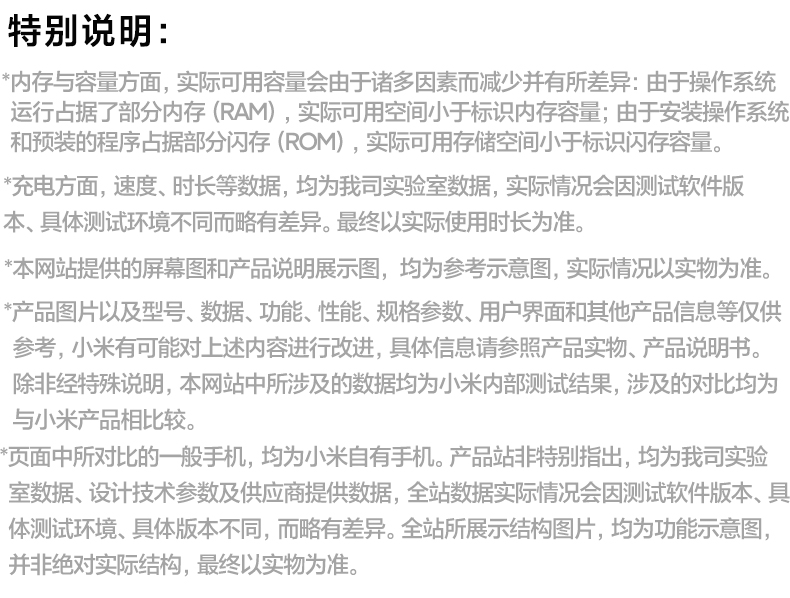 特别说明：
*内存与容量方面，实际可用容量会由于诸多因素而减少并有所差异：由于操作系统
运行占据了部分内存（RAM），实际可用空间小于标识内存容量；由于安装操作系统
和预装的程序占据部分闪存（ROM），实际可用存储空间小于标识闪存容量。
*充电方面，速度、时长等数据，均为我司实验室数据，实际情况会因测试软件版
本、具体测试环境不同而略有差异。最终以实际使用时长为准。
*本网站提供的屏幕图和产品说明展示图，均为参考示意图，实际情况以实物为准。
*产品图片以及型号、数据、功能、性能、规格参数、用户界面和其他产品信息等仅供
参考，小米有可能对上述内容进行改进，具体信息请参照产品实物、产品说明书。
除非经特殊说明，本网站中所涉及的数据均为小米内部测试结果，涉及的对比均为
与小米产品相比较。
*页面中所对比的一般手机，均为小米自有手机。产品站非特别指出，均为我司实验
室数据、设计技术参数及供应商提供数据，全站数据实际情况会因测试软件版本、具
体测试环境、具体版本不同，而略有差异。全站所展示结构图片，均为功能示意图，
并非绝对实际结构，最终以实物为准。